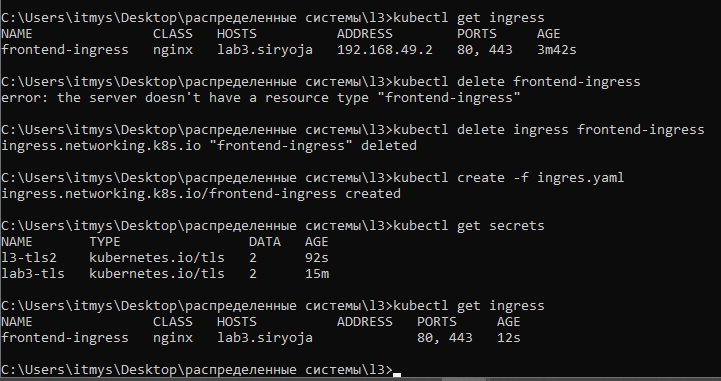 C:\Users\itmys\Desktop\распределенные системы\l3>kubectl get ingress
NAME CLASS HOSTS ADDRESS PORTS AGE
frontend-ingress nginx lab3.siryoja 192.168.49.2 80, 443 3m42s
C:\Users\itmys\Desktop\распределенные системы\l3>kubectl delete frontend-ingress
error: the server doesn't have a resource type "frontend-ingress"
C:\Users\itmys\Desktop\распределенные системы\l3>kubectl delete ingress frontend-ingress
ingress.networking.k8s.io "frontend-ingress" deleted
C:\Users\itmys\Desktop\распределенные системы\l3>kubectl create -f ingres.yaml
ingress.networking.k8s.io/frontend-ingress created
C:\Users\itmys\Desktop\распределенные системы\l3>kubectl get secrets
NAME TYPE DATA AGE
l3-tls2 kubernetes.io/tls 2 92s
lab3-tls kubernetes.io/tls 2 15m
C:\Users\itmys\Desktop\распределенные системы\l3>kubectl get ingress
NAME CLASS HOSTS ADDRESS PORTS AGE
frontend-ingress nginx lab3.siryoja 80, 443 12s
C:\Users\itmys\Desktop\распределенные системы\l3>